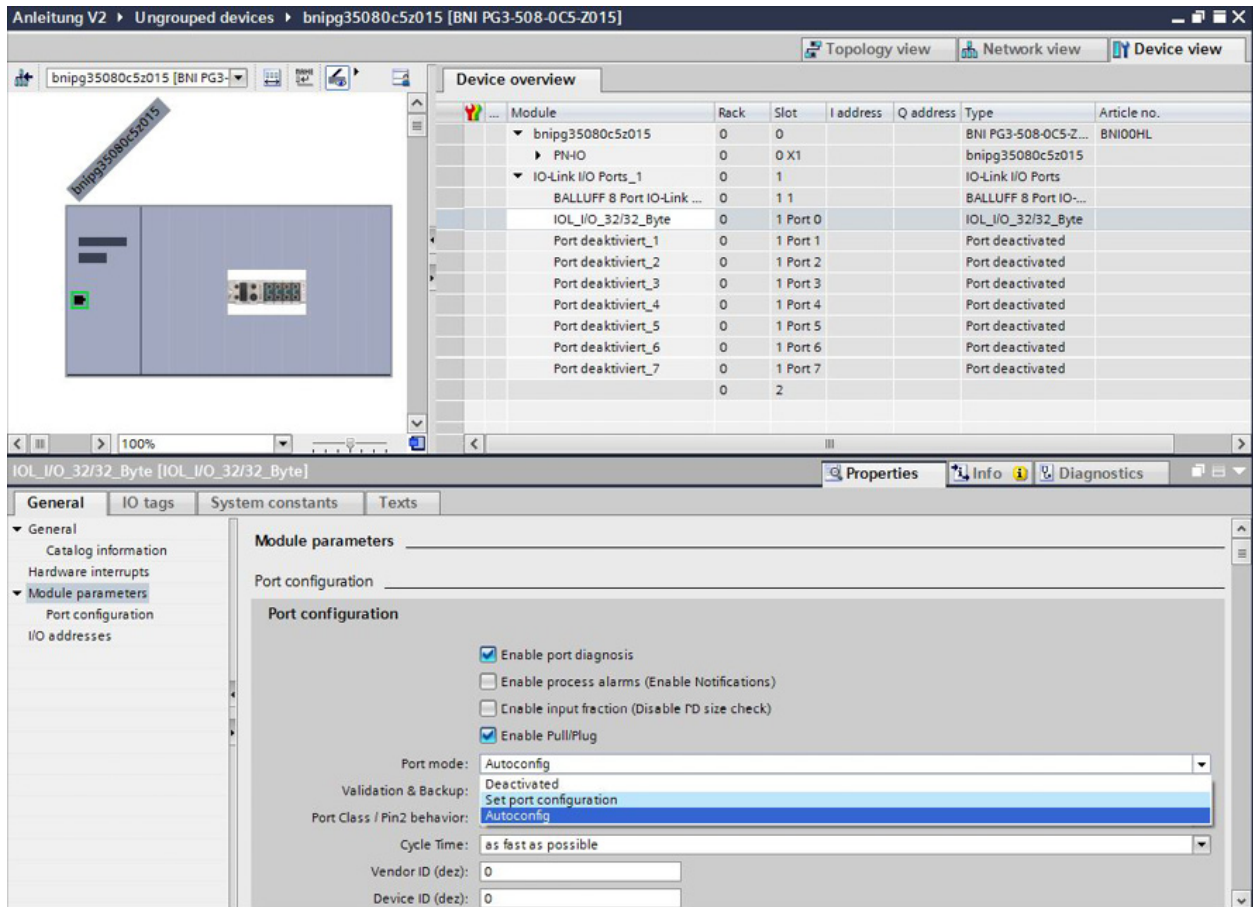 Anleitung V2 ▸ Ungrouped devices ▸ bnipg35080c5z015 [BNI PG3-508-0C5-Z015]
Topology view Network view Device view
bnipg35080c5z015 [BNI PG3-
Device overview
... Module Rack Slot I address Q address Type Article no.
bnipg35080c5z015 0 0 BNI PG3-508-0C5-Z... BNI00HL
PN-IO 0 0 X1 bnipg35080c5z015
IO-Link I/O Ports_1 0 1 IO-Link I/O Ports
BALLUFF 8 Port IO-Link ... 0 1 1 BALLUFF 8 Port IO-...
IOL_I/O_32/32_Byte 0 1 Port 0 IOL_I/O_32/32_Byte
Port deaktiviert_1 0 1 Port 1 Port deactivated
Port deaktiviert_2 0 1 Port 2 Port deactivated
Port deaktiviert_3 0 1 Port 3 Port deactivated
Port deaktiviert_4 0 1 Port 4 Port deactivated
Port deaktiviert_5 0 1 Port 5 Port deactivated
Port deaktiviert_6 0 1 Port 6 Port deactivated
Port deaktiviert_7 0 1 Port 7 Port deactivated
0 2
bnipg35080c5z015
100%
IOL_I/O_32/32_Byte [IOL_I/O_32/32_Byte]
Properties Info Diagnostics
General IO tags System constants Texts
General
Catalog information
Hardware interrupts
Module parameters
Port configuration
I/O addresses
Module parameters
Port configuration
Port configuration
Enable port diagnosis
Enable process alarms (Enable Notifications)
Enable input fraction (Disable PD size check)
Enable Pull/Plug
Port mode: Autoconfig
Deactivated
Validation & Backup:
Set port configuration
Port Class / Pin2 behavior:
Autoconfig
Cycle Time: as fast as possible
Vendor ID (dez): 0
Device ID (dez): 0